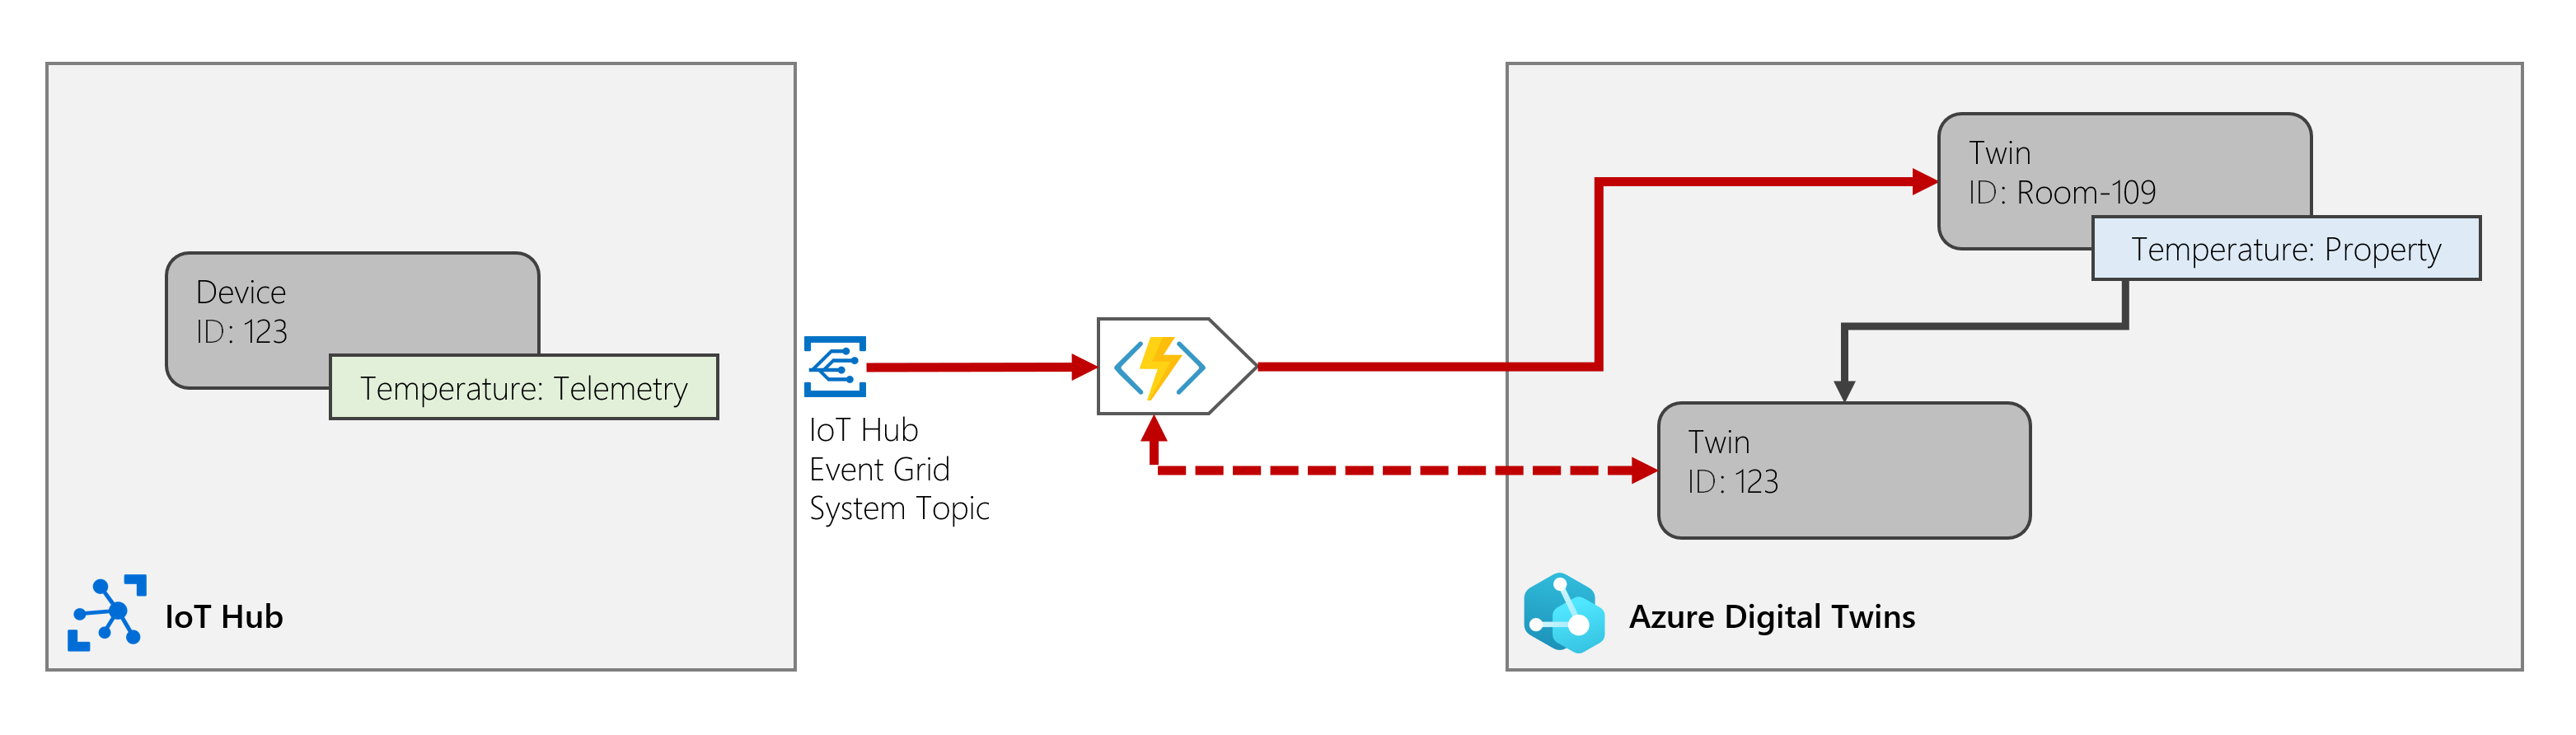 Device
ID: 123
Temperature: Telemetry
IoT Hub
IoT Hub
Event Grid
System Topic
Twin
ID: Room-109
Temperature: Property
Twin
ID: 123
Azure Digital Twins